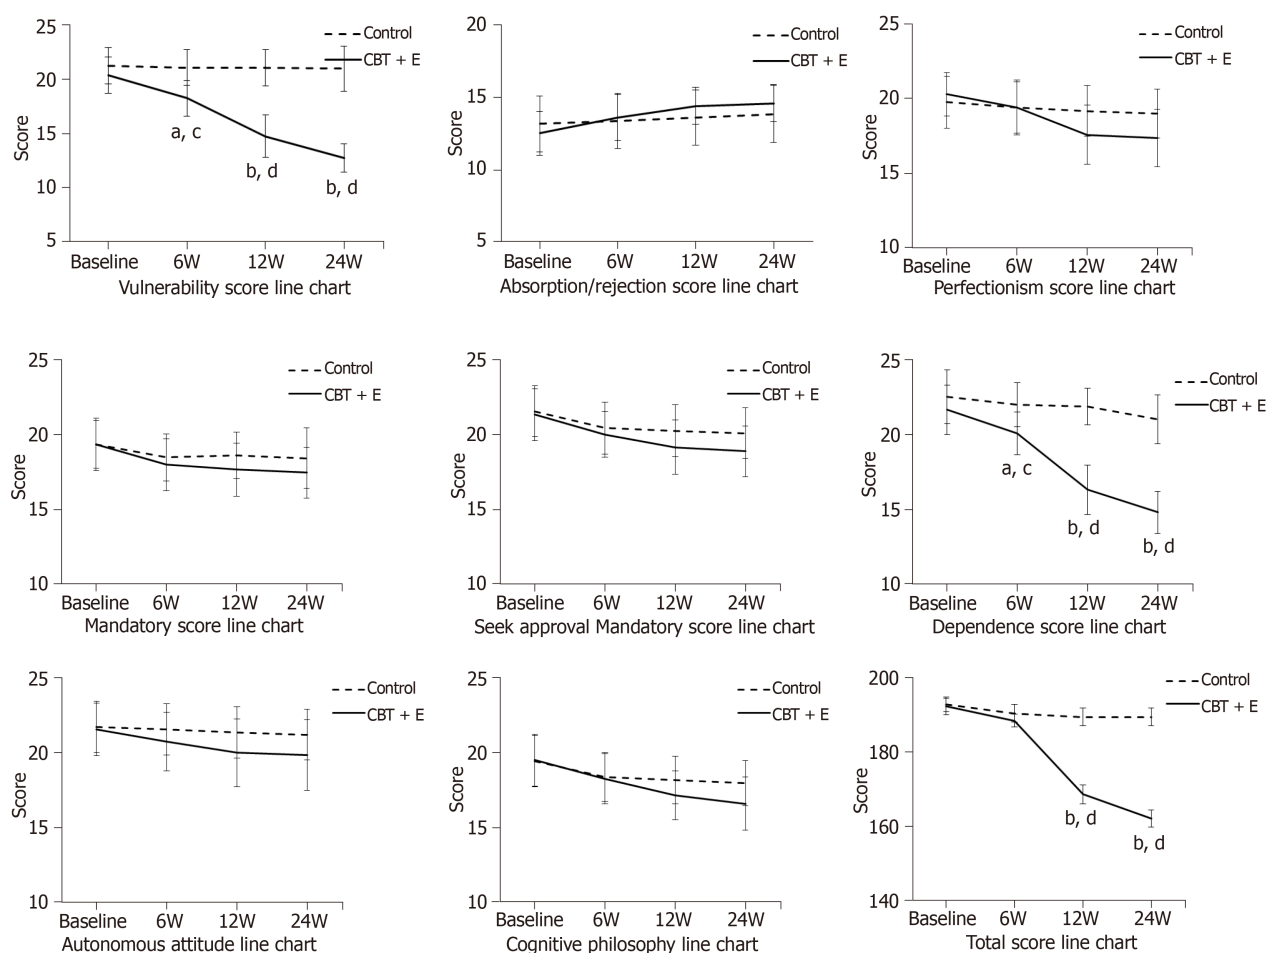 25
20
15
10
5
Score
Control
CBT + E
a, c
b, d
b, d
Baseline 6W 12W 24W
Vulnerability score line chart
20
15
10
5
Score
Control
CBT + E
Baseline 6W 12W 24W
Absorption/rejection score line chart
25
20
15
10
Score
Control
CBT + E
Baseline 6W 12W 24W
Perfectionism score line chart
25
20
15
10
Score
Control
CBT + E
Baseline 6W 12W 24W
Mandatory score line chart
25
20
15
10
Score
Control
CBT + E
Baseline 6W 12W 24W
Seek approval Mandatory score line chart
25
20
15
10
Score
Control
CBT + E
a, c
b, d
b, d
Baseline 6W 12W 24W
Dependence score line chart
25
20
15
10
Score
Control
CBT + E
Baseline 6W 12W 24W
Autonomous attitude line chart
25
20
15
10
Score
Control
CBT + E
Baseline 6W 12W 24W
Cognitive philosophy line chart
200
180
160
140
Score
Control
CBT + E
b, d
b, d
Baseline 6W 12W 24W
Total score line chart